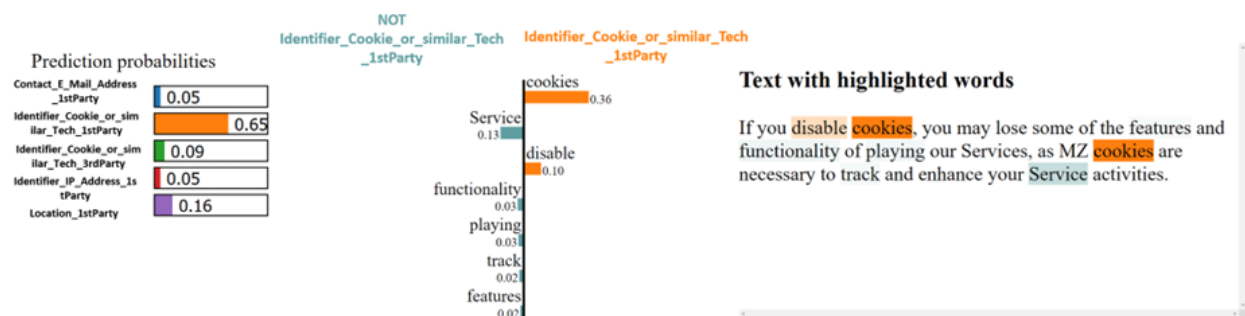 Prediction probabilities
Contact_E_Mail_Address
_1stParty
0.05
Identifier_Cookie_or_sim
ilar_Tech_1stParty
0.65
Identifier_Cookie_or_sim
ilar_Tech_3rdParty
0.09
Identifier_IP_Address_1s
tParty
0.05
Location_1stParty
0.16
NOT
Identifier_Cookie_or_similar_Tech
_1stParty
Identifier_Cookie_or_similar_Tech
_1stParty
cookies
0.36
Service
0.13
disable
0.10
functionality
0.03
playing
0.03
track
0.02
features
0.02
Text with highlighted words
If you disable cookies, you may lose some of the features and
functionality of playing our Services, as MZ cookies are
necessary to track and enhance your Service activities.